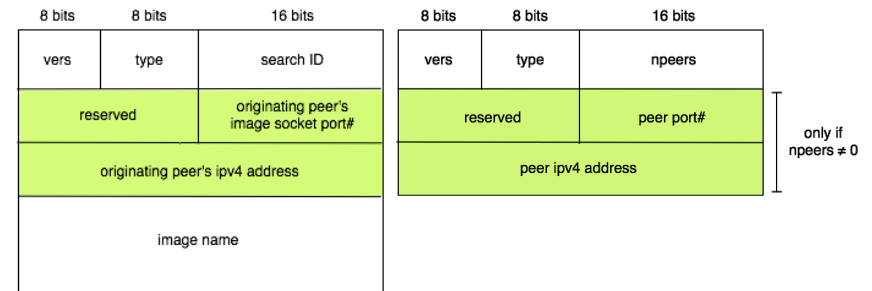 8 bits 8 bits 16 bits
vers type search ID
reserved originating peer's
image socket port#
originating peer's ipv4 address
image name
8 bits 8 bits 16 bits
vers type npeers
reserved peer port#
peer ipv4 address
only if
npeers ≠ 0